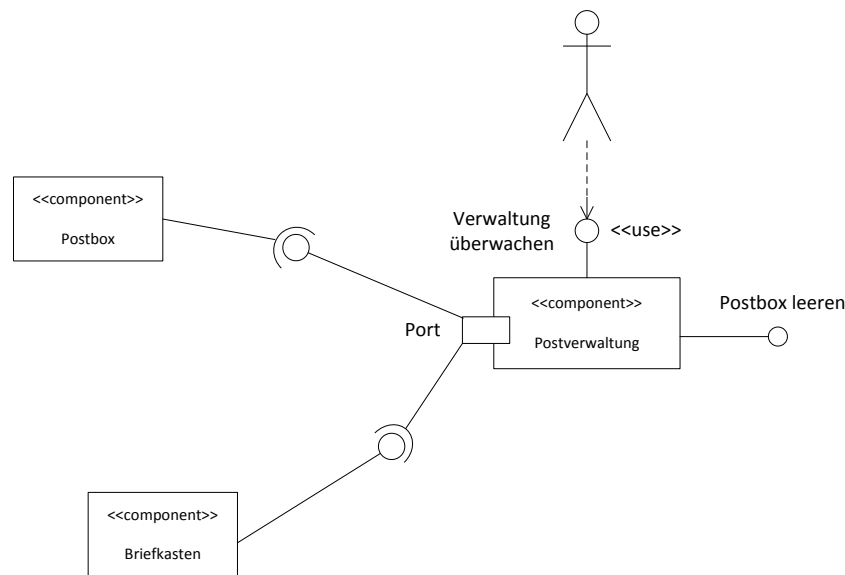 <<component>>
Postbox
Verwaltung
überwachen
<<use>>
<<component>>
Postverwaltung
Postbox leeren
Port
<<component>>
Briefkasten